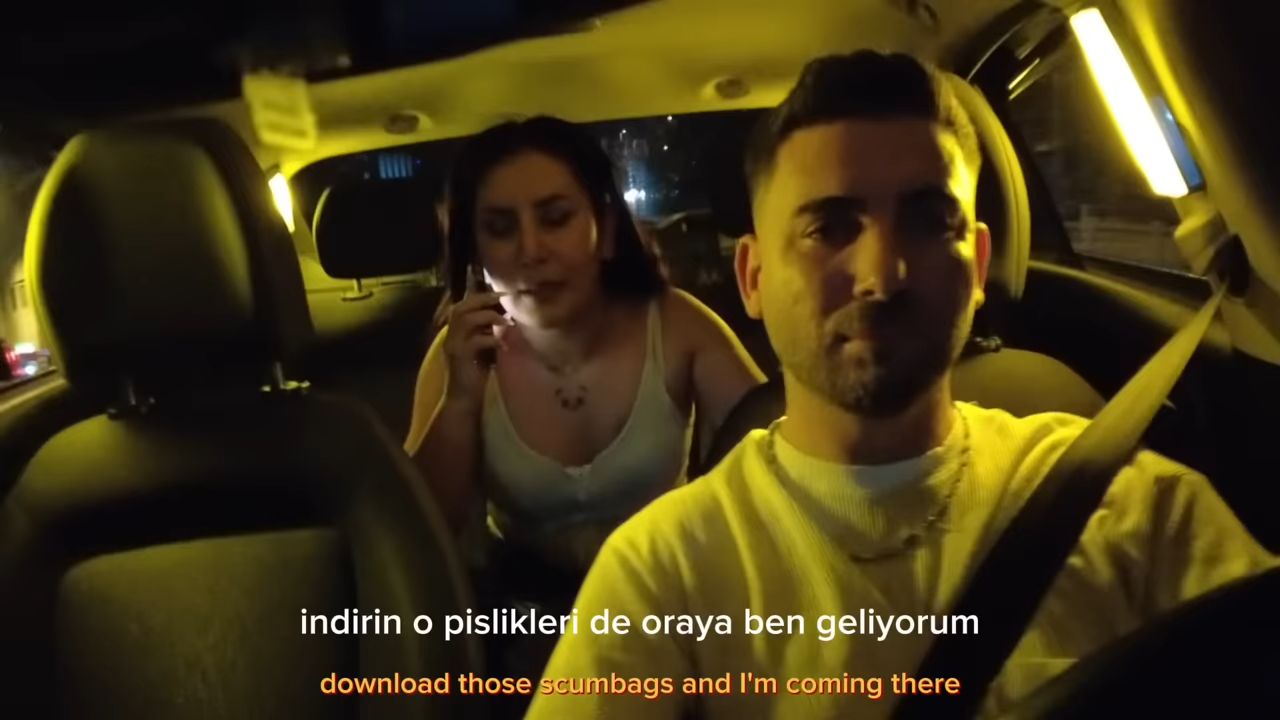 indirin o pislikleri de oraya ben geliyorum
download those scumbags and I'm coming there